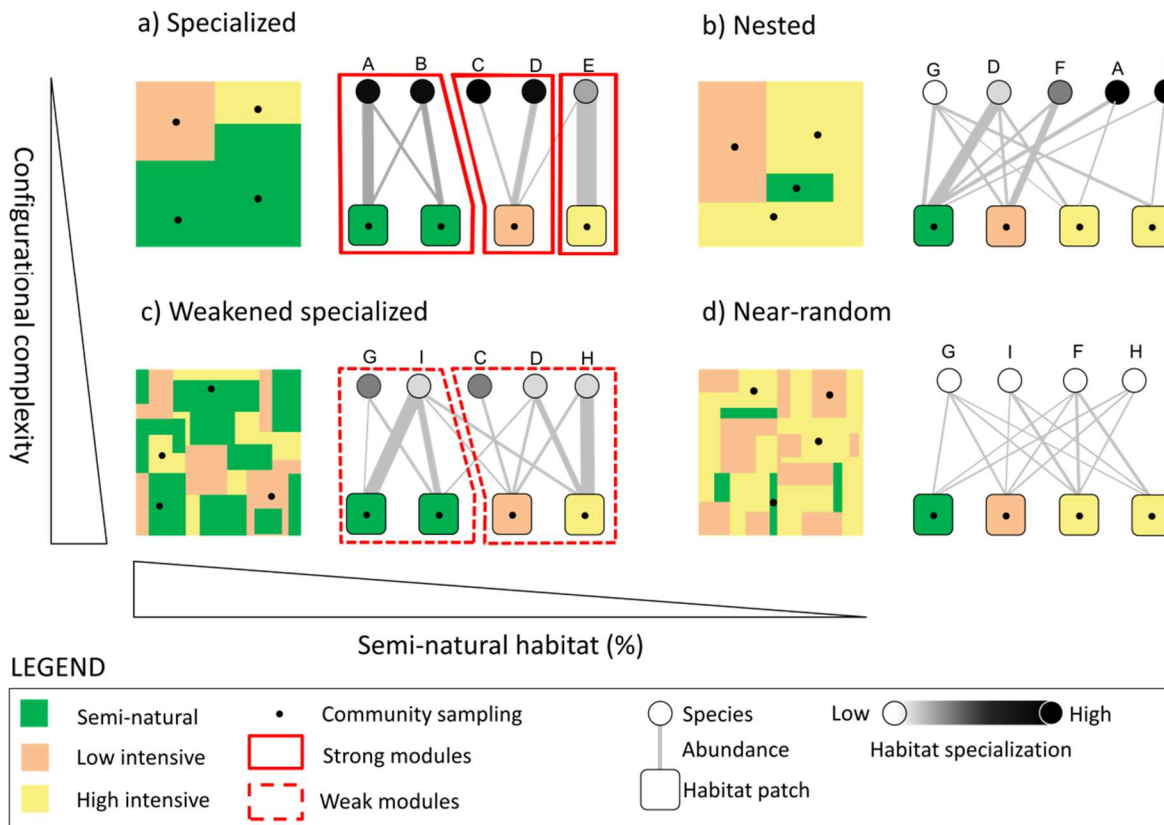 a) Specialized
b) Nested
A B C D E
G D F A
Configurational complexity
c) Weakened specialized
d) Near-random
G I C D H
G I F H
Semi-natural habitat (%)
LEGEND
Semi-natural
Low intensive
High intensive
Community sampling
Strong modules
Weak modules
Species
Abundance
Habitat patch
Low High
Habitat specialization